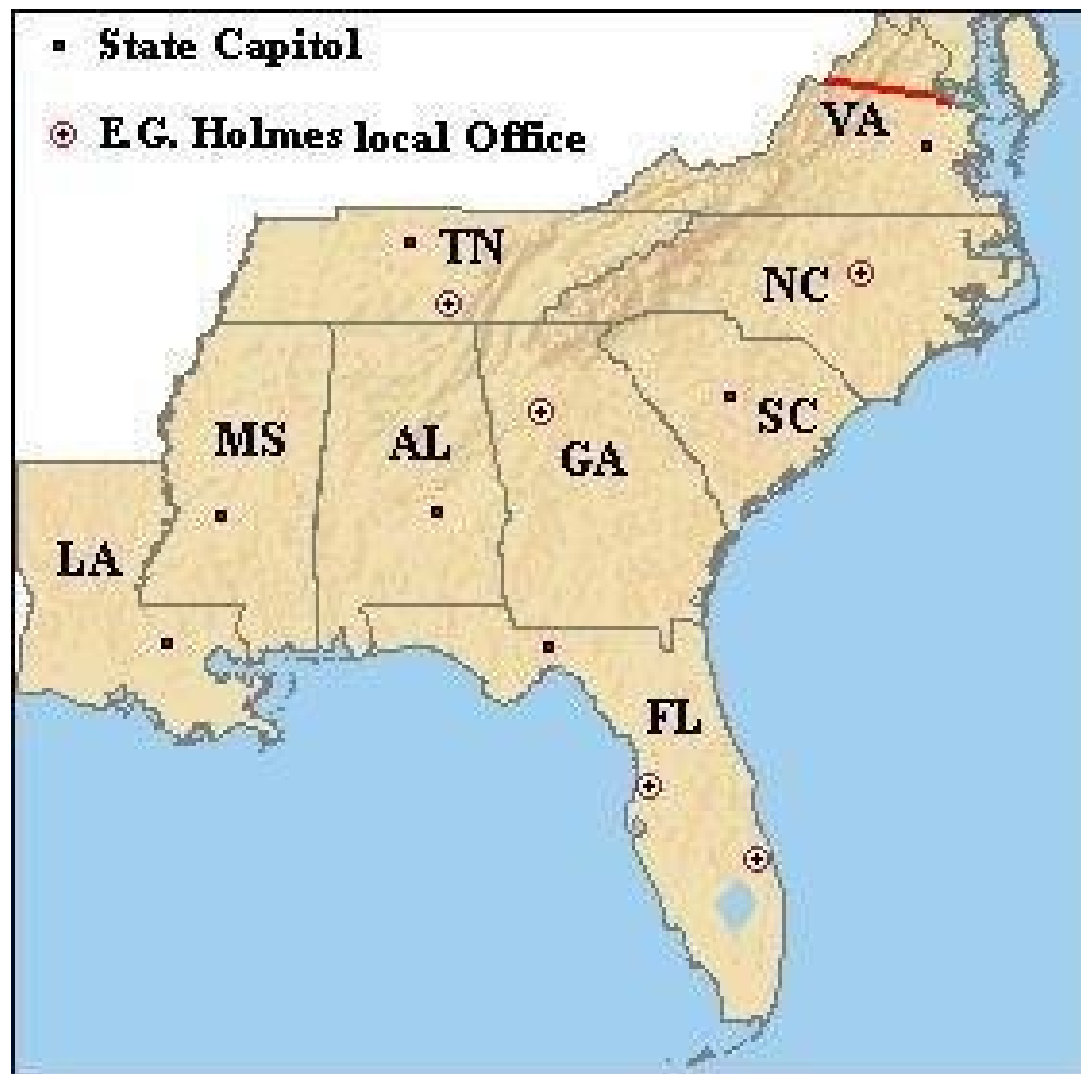 State Capitol
E.G. Holmes local Office
VA
TN
NC
SC
MS
AL
GA
LA
FL